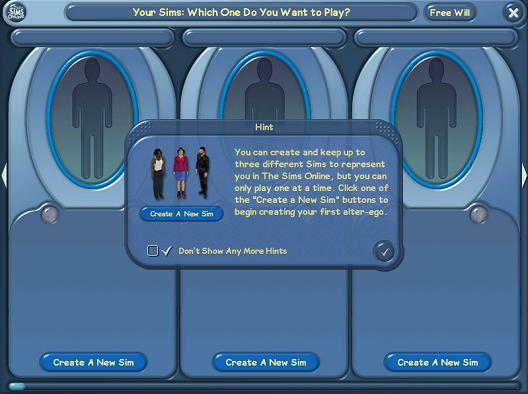 The Sims Online
Your Sims: Which One Do You Want to Play?
Free Will
Hint
You can create and keep up to
three different Sims to represent
you in The Sims Online, but you can
only play one at a time. Click one of
the "Create a New Sim" buttons to
begin creating your first alter-ego.
Create A New Sim
Don't Show Any More Hints
Create A New Sim
Create A New Sim
Create A New Sim